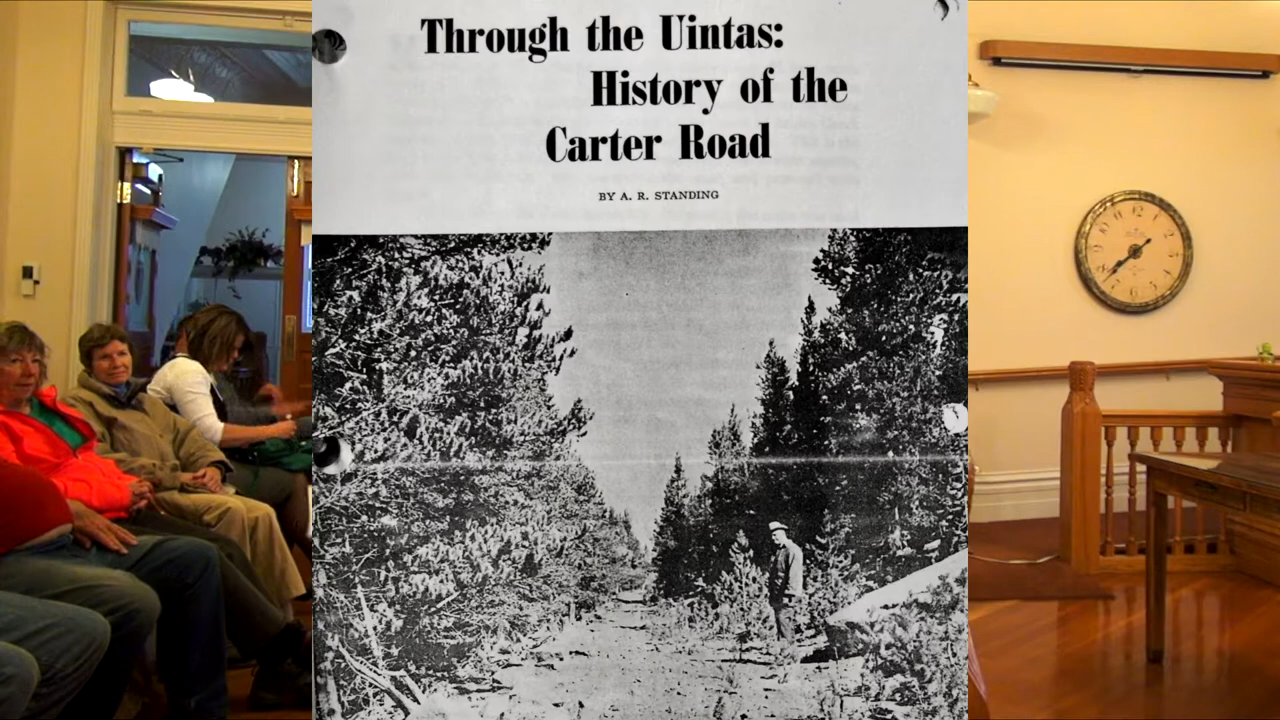 Through the Uintas:
History of the
Carter Road
BY A. R. STANDING